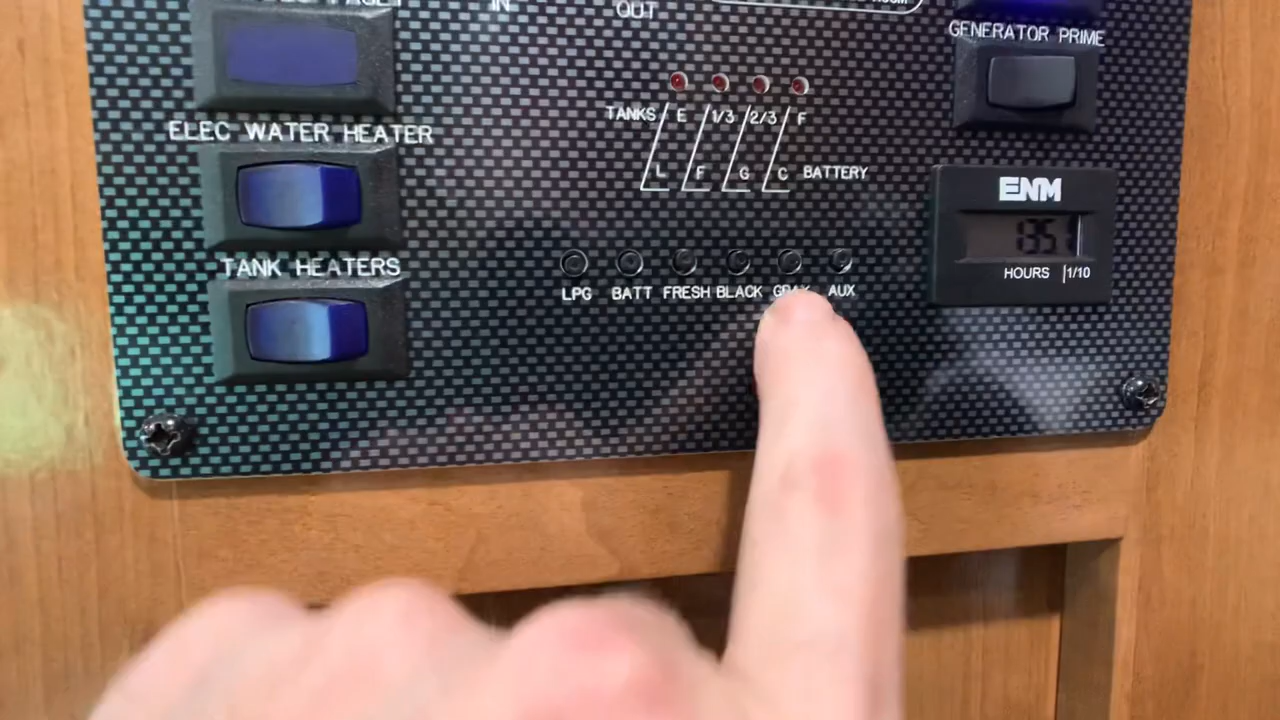 IN
OUT
GENERATOR PRIME
TANKS E 1/3 2/3 F
ELEC WATER HEATER
L F G C BATTERY
ENM
HOURS 1/10
TANK HEATERS
LPG BATT FRESH BLACK GRAY AUX